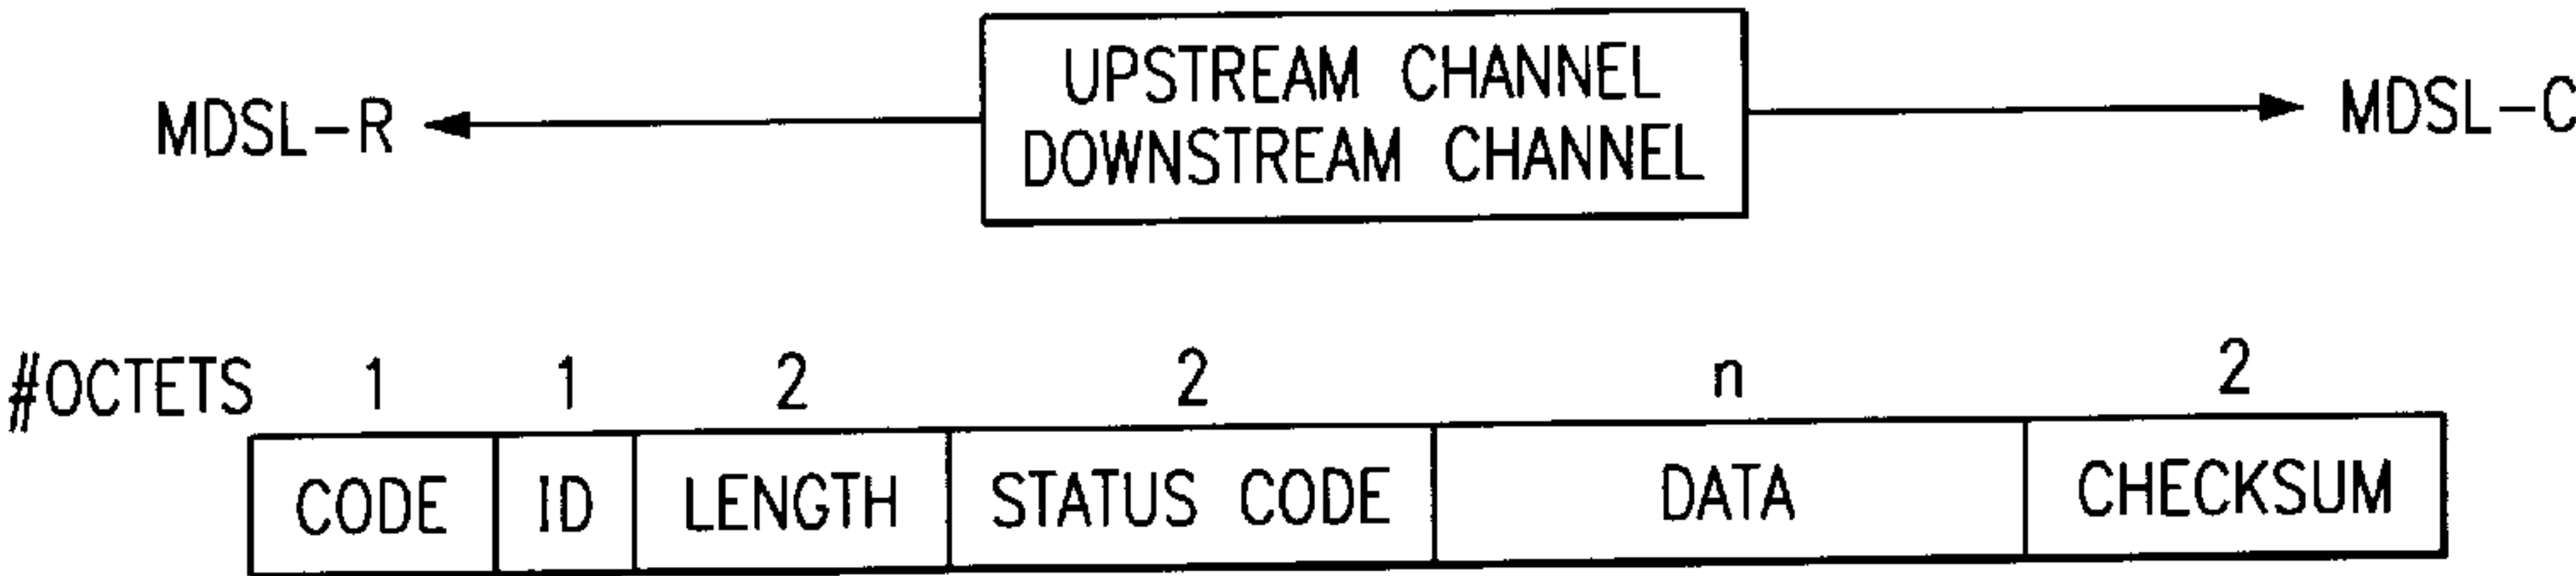 UPSTREAM CHANNEL
MDSL-R DOWNSTREAM CHANNEL MDSL-C
#OCTETS 1 1 2 2 n 2
CODE ID LENGTH STATUS CODE DATA CHECKSUM